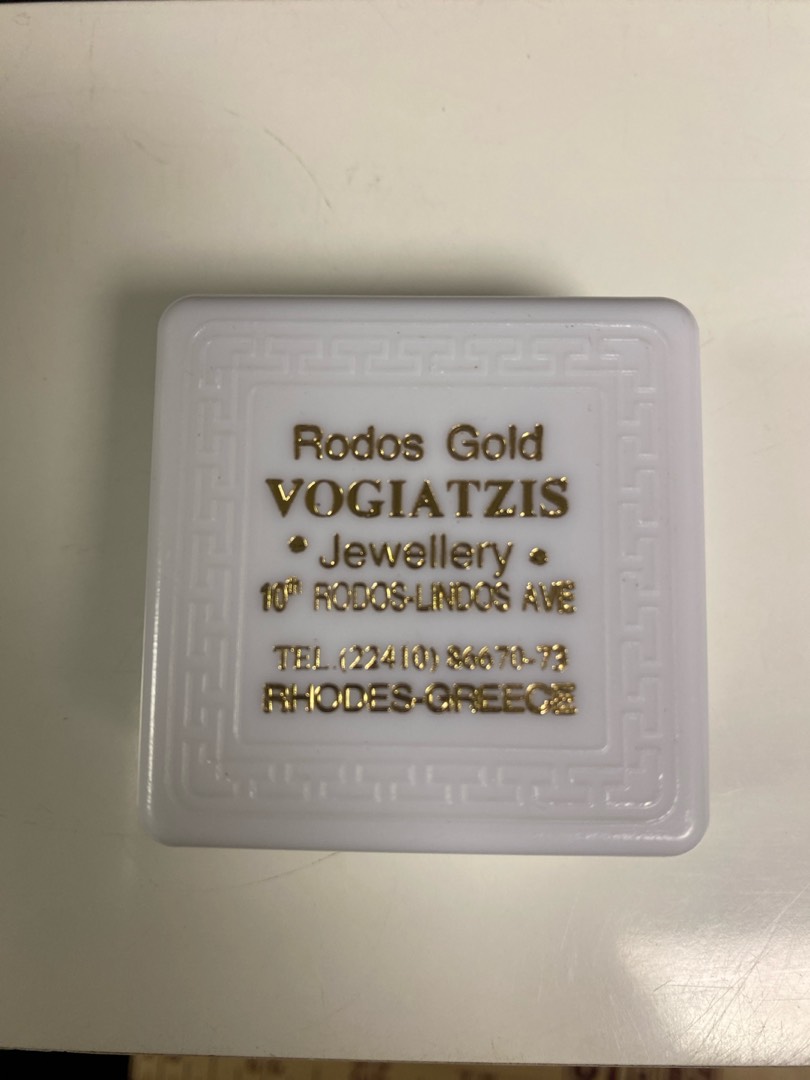 Rodos Gold
VOGIATZIS
• Jewellery •
10th RODOS-LINDOS AVE
TEL.(22410) 86670-73
RHODES-GREECE